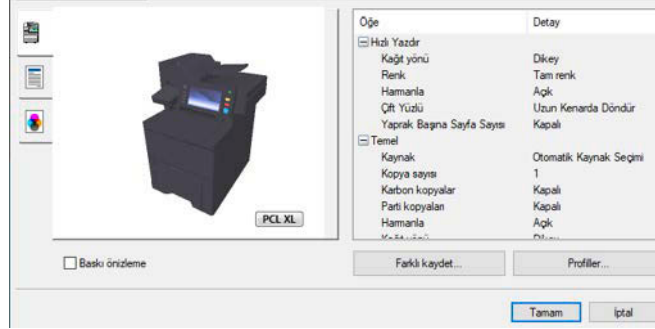 Öğe Detay
Hızlı Yazdır
Kağıt yönü Dikey
Renk Tam renk
Harmanla Açık
Çift Yüzlü Uzun Kenarda Döndür
Yaprak Başına Sayfa Sayısı Kapalı
Temel
Kaynak Otomatik Kaynak Seçimi
Kopya sayısı 1
Karbon kopyalar Kapalı
Parti kopyaları Kapalı
Harmanla Açık
PCL XL
Baskı önizleme
Farklı kaydet... Profiller...
Tamam İptal